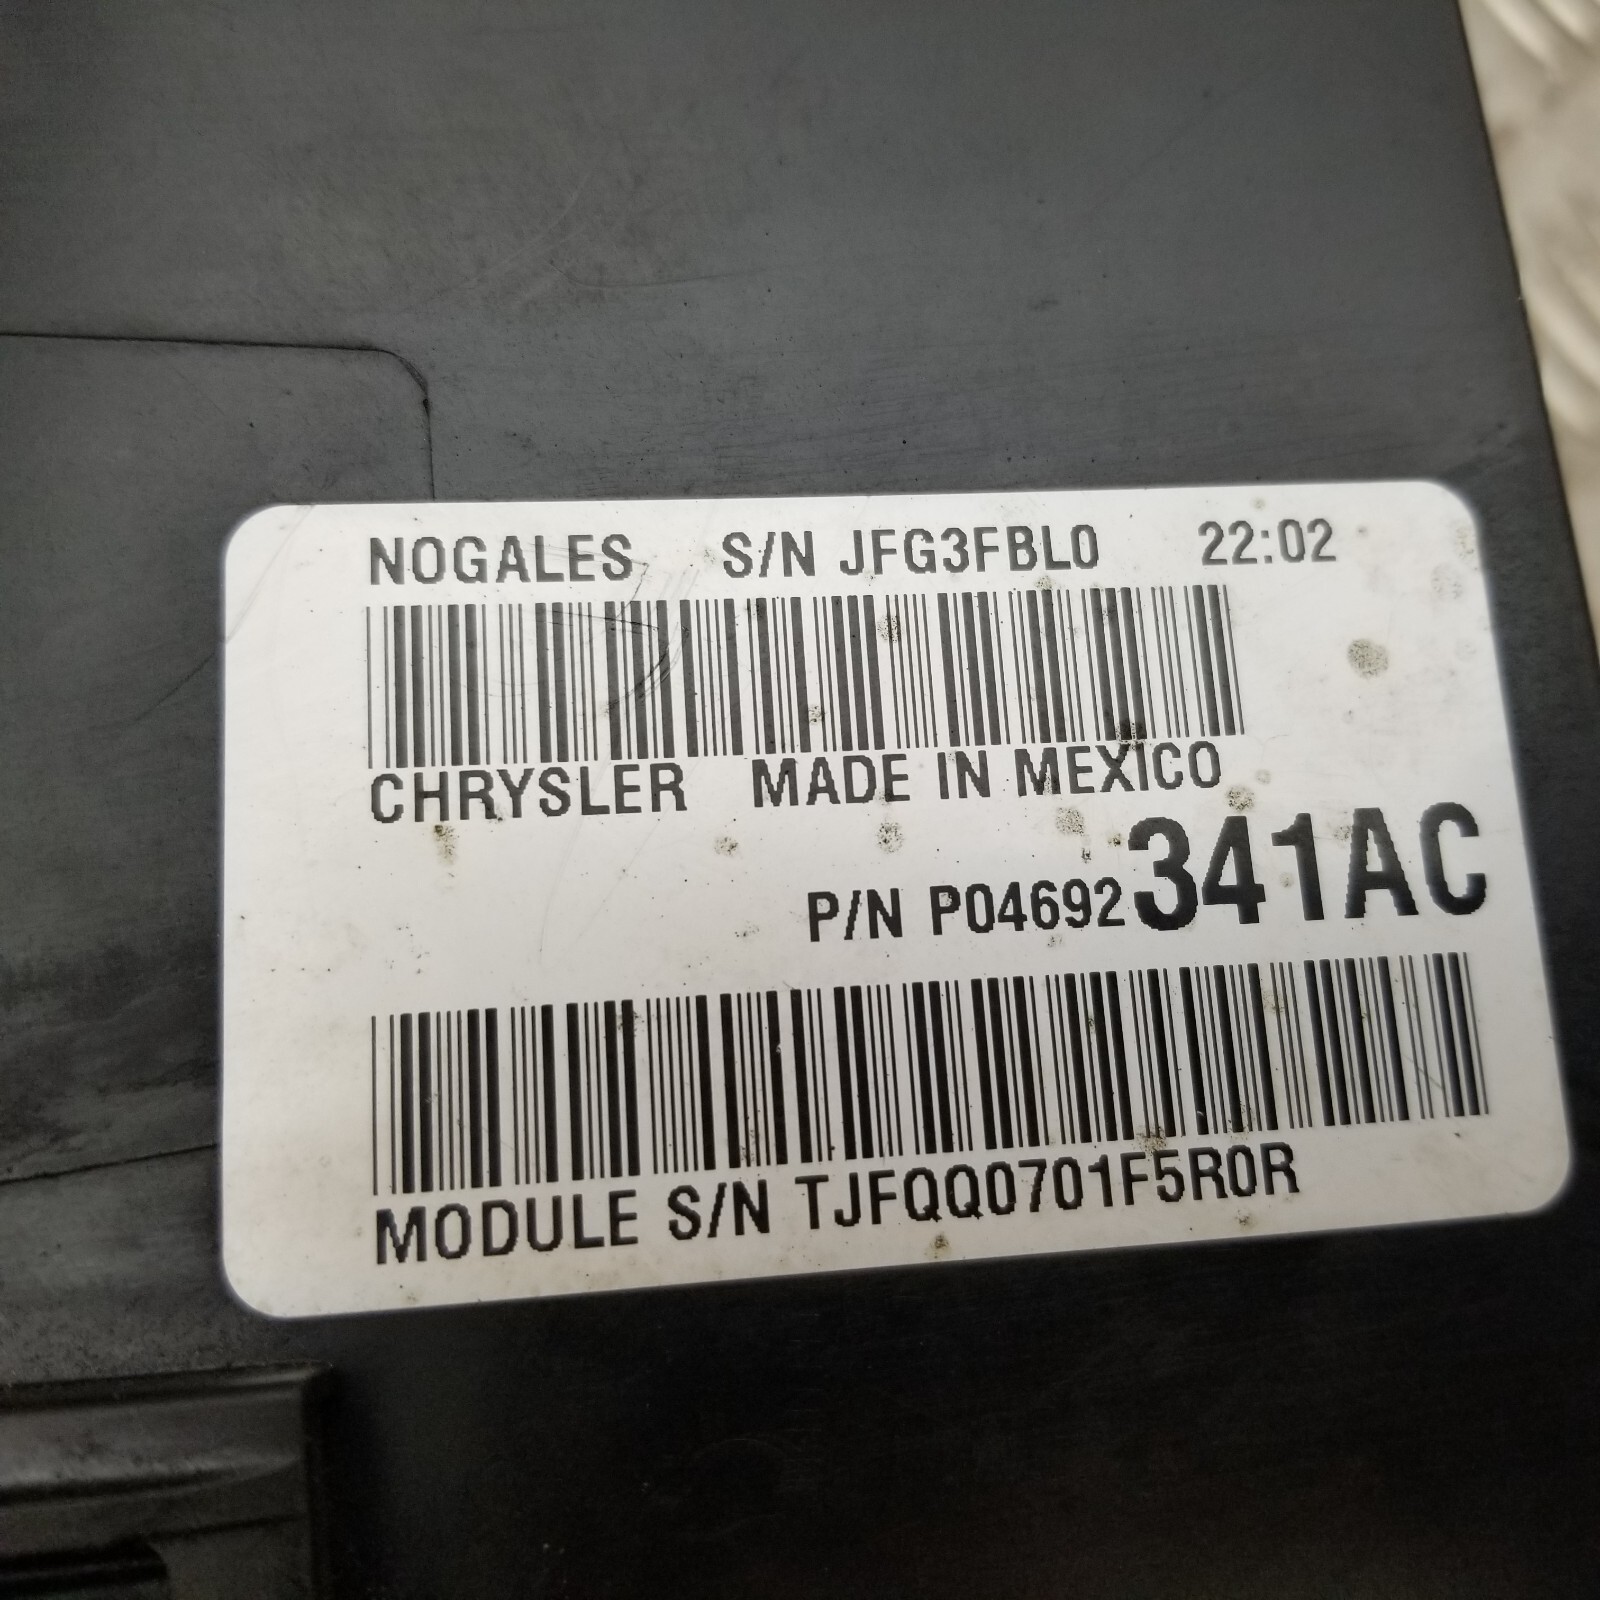 NOGALES S/N JFG3FBL0 22:02
CHRYSLER MADE IN MEXICO
P/N P04692341AC
MODULE S/N TJFQQ0701F5R0R